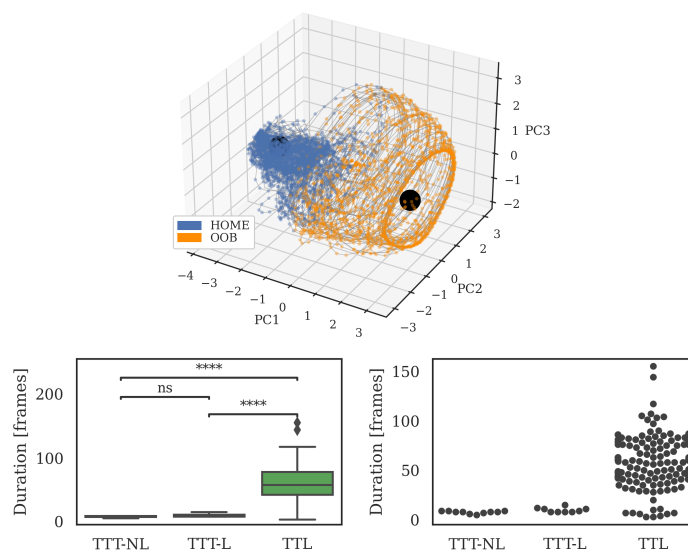 3
2
1
PC3
0
−1
−2
HOME
OOB
3
2
1
0
PC2
−1
−2
−3
−4
−3
−2
−1
0
1
2
3
PC1
Duration [frames]
200
100
0
****
ns
****
TTT-NL
TTT-L
TTL
Duration [frames]
150
100
50
0
TTT-NL
TTT-L
TTL